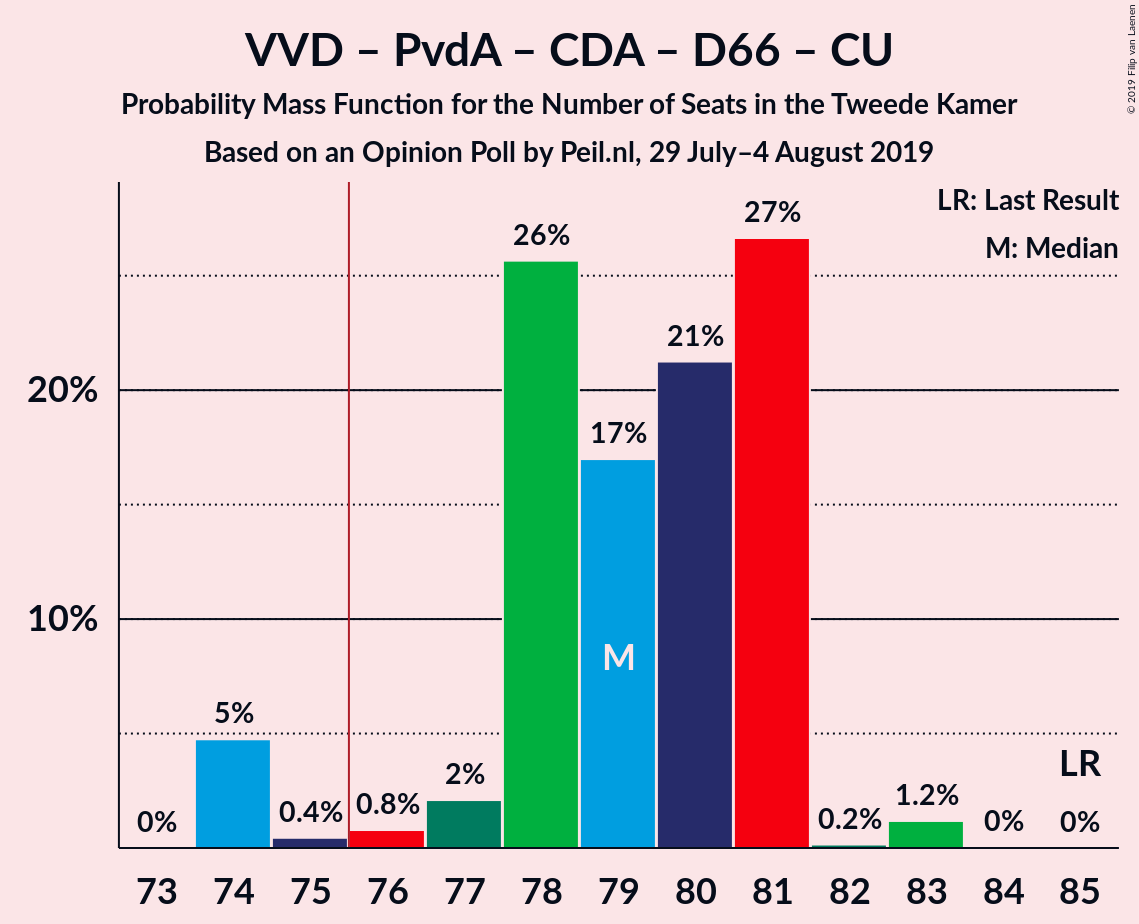 VVD – PvdA – CDA – D66 – CU
Probability Mass Function for the Number of Seats in the Tweede Kamer
Based on an Opinion Poll by Peil.nl, 29 July–4 August 2019
© 2019 Filip van Laenen
LR: Last Result
M: Median
20%
10%
0%
5%
0.4%
0.8%
2%
26%
17%
21%
27%
0.2%
1.2%
0%
0%
M
LR
73 74 75 76 77 78 79 80 81 82 83 84 85